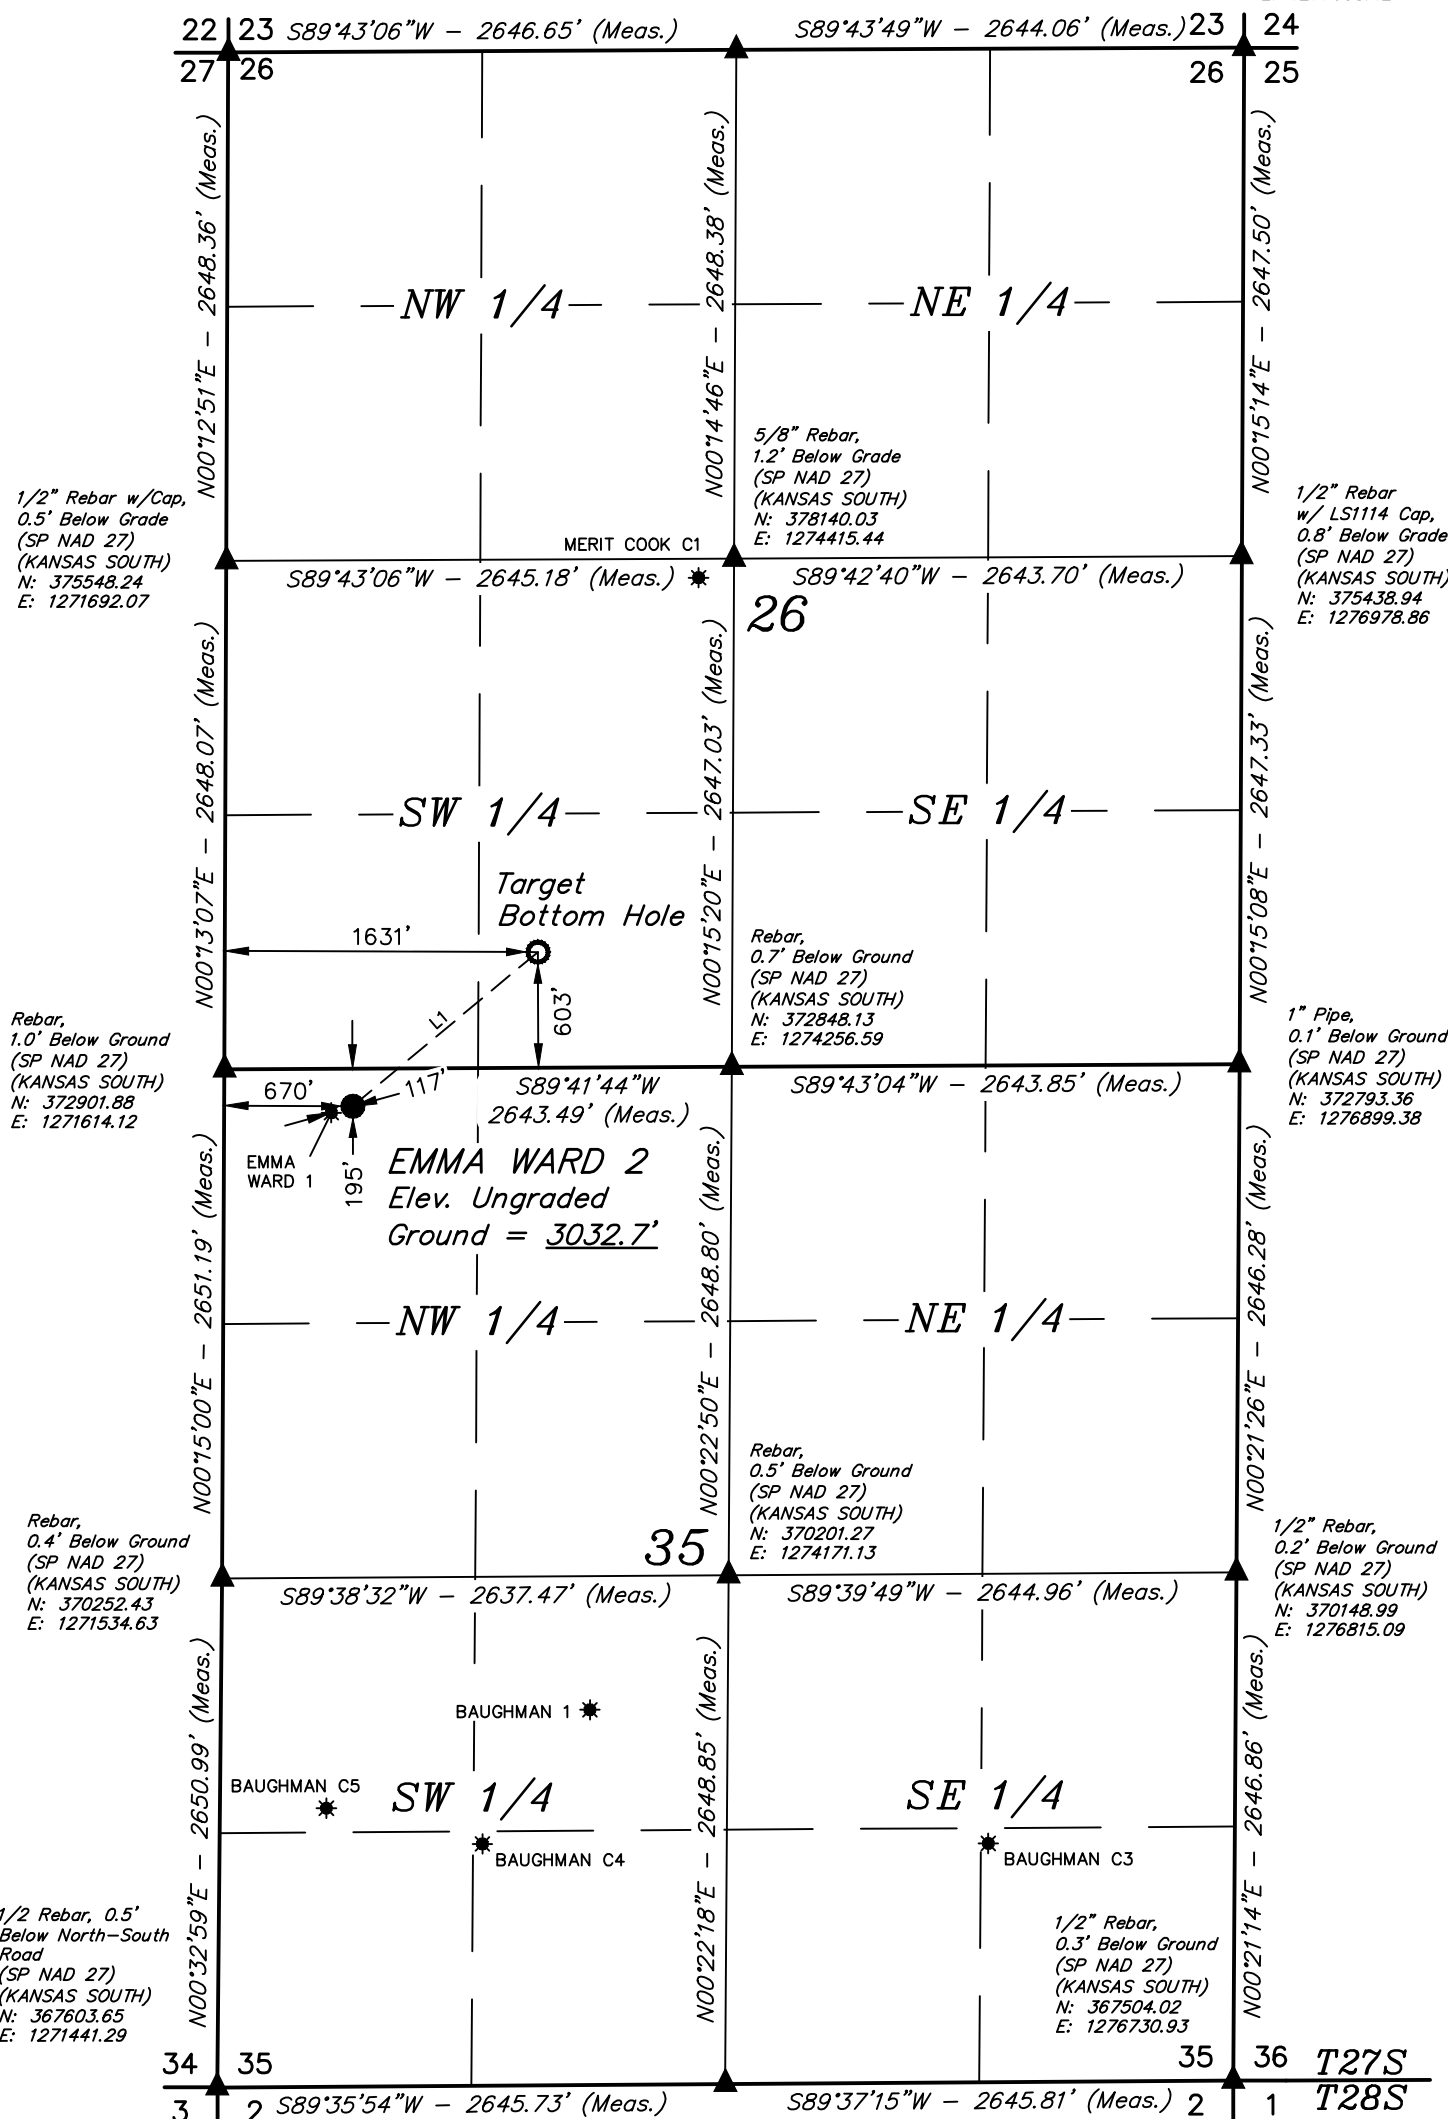 22 23 S89°43'06"W – 2646.65' (Meas.)
S89°43'49"W – 2644.06' (Meas.) 23 24
27 26
26 25
N00°12'51"E – 2648.36' (Meas.)
N00°14'46"E – 2648.38' (Meas.)
N00°15'14"E – 2647.50' (Meas.)
NW 1/4
NE 1/4
5/8" Rebar,
1.2' Below Grade
(SP NAD 27)
(KANSAS SOUTH)
N: 378140.03
E: 1274415.44
1/2" Rebar w/Cap,
0.5' Below Grade
(SP NAD 27)
(KANSAS SOUTH)
N: 375548.24
E: 1271692.07
1/2" Rebar
w/ LS1114 Cap,
0.8' Below Grade
(SP NAD 27)
(KANSAS SOUTH)
N: 375438.94
E: 1276978.86
MERIT COOK C1
S89°43'06"W – 2645.18' (Meas.)
S89°42'40"W – 2643.70' (Meas.)
26
N00°13'07"E – 2648.07' (Meas.)
N00°15'20"E – 2647.03' (Meas.)
N00°15'08"E – 2647.33' (Meas.)
SW 1/4
SE 1/4
Target
Bottom Hole
1631'
603'
L1
Rebar,
0.7' Below Ground
(SP NAD 27)
(KANSAS SOUTH)
N: 372848.13
E: 1274256.59
Rebar,
1.0' Below Ground
(SP NAD 27)
(KANSAS SOUTH)
N: 372901.88
E: 1271614.12
1" Pipe,
0.1' Below Ground
(SP NAD 27)
(KANSAS SOUTH)
N: 372793.36
E: 1276899.38
670'
117'
S89°41'44"W
2643.49' (Meas.)
S89°43'04"W – 2643.85' (Meas.)
EMMA
WARD 1
195'
EMMA WARD 2
Elev. Ungraded
Ground = 3032.7'
N00°15'00"E – 2651.19' (Meas.)
N00°22'50"E – 2648.80' (Meas.)
N00°21'26"E – 2646.28' (Meas.)
NW 1/4
NE 1/4
Rebar,
0.5' Below Ground
(SP NAD 27)
(KANSAS SOUTH)
N: 370201.27
E: 1274171.13
Rebar,
0.4' Below Ground
(SP NAD 27)
(KANSAS SOUTH)
N: 370252.43
E: 1271534.63
1/2" Rebar,
0.2' Below Ground
(SP NAD 27)
(KANSAS SOUTH)
N: 370148.99
E: 1276815.09
35
S89°38'32"W – 2637.47' (Meas.)
S89°39'49"W – 2644.96' (Meas.)
N00°32'59"E – 2650.99' (Meas.)
N00°22'18"E – 2648.85' (Meas.)
N00°21'14"E – 2646.86' (Meas.)
BAUGHMAN 1
BAUGHMAN C5
SW 1/4
SE 1/4
BAUGHMAN C4
BAUGHMAN C3
1/2 Rebar, 0.5'
Below North–South
Road
(SP NAD 27)
(KANSAS SOUTH)
N: 367603.65
E: 1271441.29
1/2" Rebar,
0.3' Below Ground
(SP NAD 27)
(KANSAS SOUTH)
N: 367504.02
E: 1276730.93
34 35
35 36 T27S
3 2 S89°35'54"W – 2645.73' (Meas.)
S89°37'15"W – 2645.81' (Meas.) 2 1 T28S